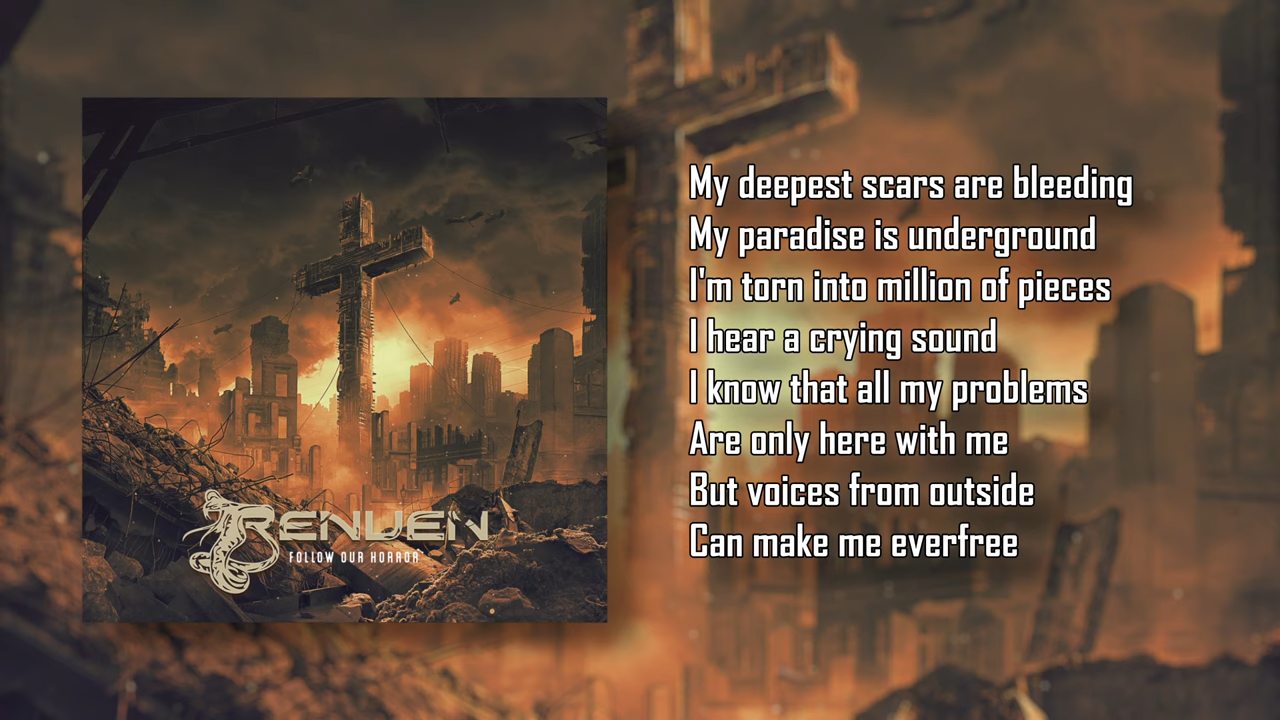 RENUEN
FOLLOW OUR HORROR
My deepest scars are bleeding
My paradise is underground
I'm torn into million of pieces
I hear a crying sound
I know that all my problems
Are only here with me
But voices from outside
Can make me everfree